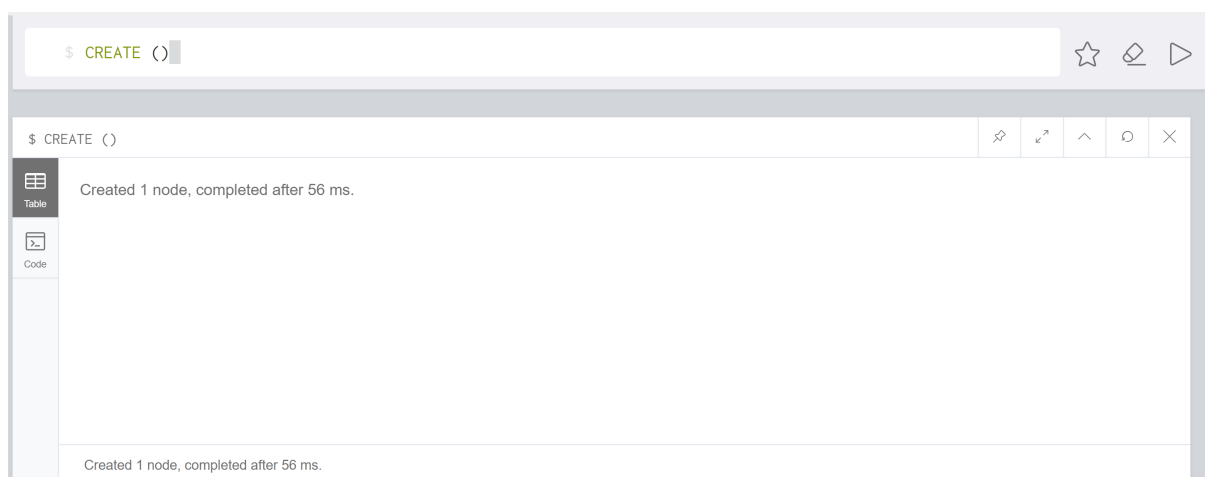 $ CREATE ()
$ CREATE ()
Table
Created 1 node, completed after 56 ms.
Code
Created 1 node, completed after 56 ms.